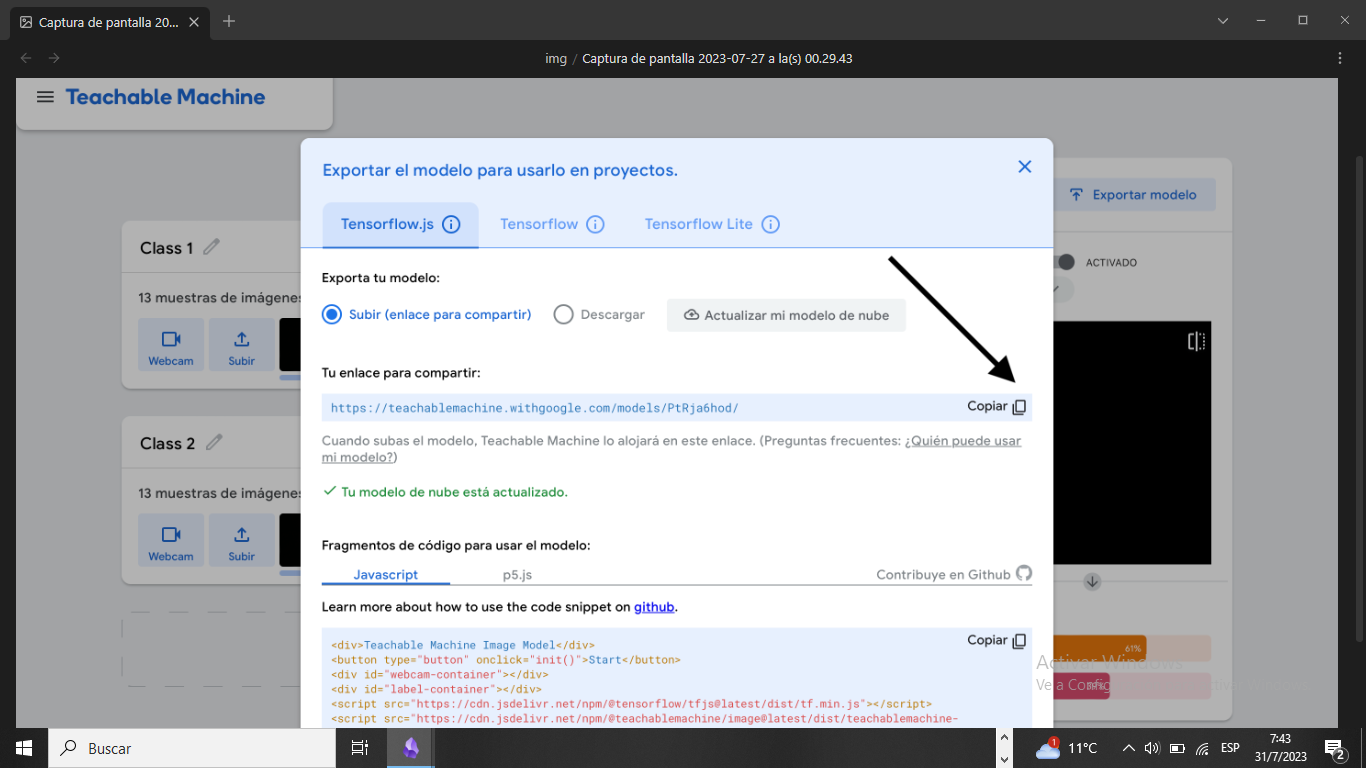 Captura de pantalla 20...
img / Captura de pantalla 2023-07-27 a la(s) 00.29.43
Teachable Machine
Exportar el modelo para usarlo en proyectos.
Exportar modelo
Tensorflow.js
Tensorflow
Tensorflow Lite
Class 1
ACTIVADO
Exporta tu modelo:
13 muestras de imágenes
Subir (enlace para compartir)
Descargar
Actualizar mi modelo de nube
Webcam
Subir
Tu enlace para compartir:
https://teachablemachine.withgoogle.com/models/PtRja6hod/
Copiar
Cuando subas el modelo, Teachable Machine lo alojará en este enlace. (Preguntas frecuentes: ¿Quién puede usar
mi modelo?)
Class 2
13 muestras de imágenes
Tu modelo de nube está actualizado.
Webcam
Subir
Fragmentos de código para usar el modelo:
Javascript
p5.js
Contribuye en Github
Learn more about how to use the code snippet on github.
Copiar
<div>Teachable Machine Image Model</div>
<button type="button" onclick="init()">Start</button>
<div id="webcam-container"></div>
<div id="label-container"></div>
<script src="https://cdn.jsdelivr.net/npm/@tensorflow/tfjs@latest/dist/tf.min.js"></script>
<script src="https://cdn.jsdelivr.net/npm/@teachablemachine/image@latest/dist/teachablemachine-
61%
Activar Windows
Ve a Config
Buscar
1
11°C
ESP
7:43
31/7/2023
2